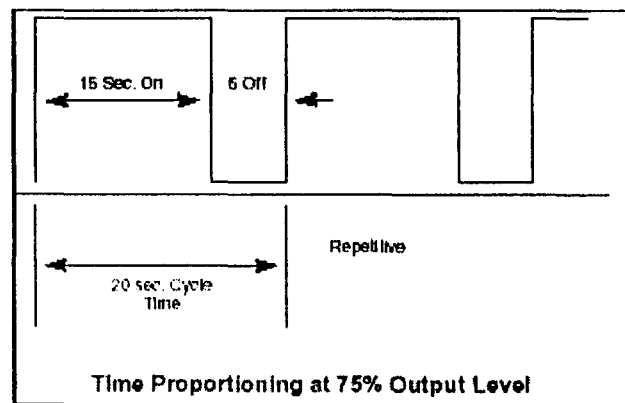 15 Sec. On
5 Off
Repetitive
20 sec. Cycle
Time
Time Proportioning at 75% Output Level